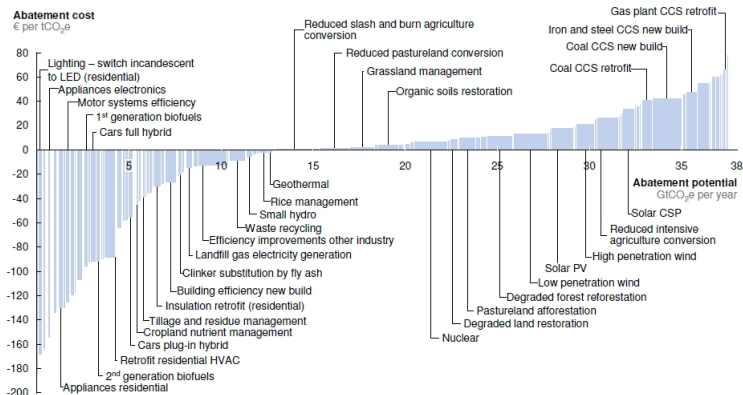 Abatement cost
€ per tCO2e
Gas plant CCS retrofit
Reduced slash and burn agriculture
conversion
Iron and steel CCS new build
Coal CCS new build
Reduced pastureland conversion
Lighting – switch incandescent
to LED (residential)
Grassland management
Coal CCS retrofit
Appliances electronics
Organic soils restoration
Motor systems efficiency
1st generation biofuels
Cars full hybrid
80
60
40
20
0
-20
-40
-60
-80
-100
-120
-140
-160
-180
-200
5
10
15
20
25
30
35
38
Abatement potential
GtCO2e per year
Geothermal
Rice management
Small hydro
Waste recycling
Efficiency improvements other industry
Landfill gas electricity generation
Clinker substitution by fly ash
Building efficiency new build
Insulation retrofit (residential)
Tillage and residue management
Cropland nutrient management
Cars plug-in hybrid
Retrofit residential HVAC
2nd generation biofuels
Appliances residential
Solar CSP
Reduced intensive
agriculture conversion
High penetration wind
Solar PV
Low penetration wind
Degraded forest reforestation
Pastureland afforestation
Degraded land restoration
Nuclear